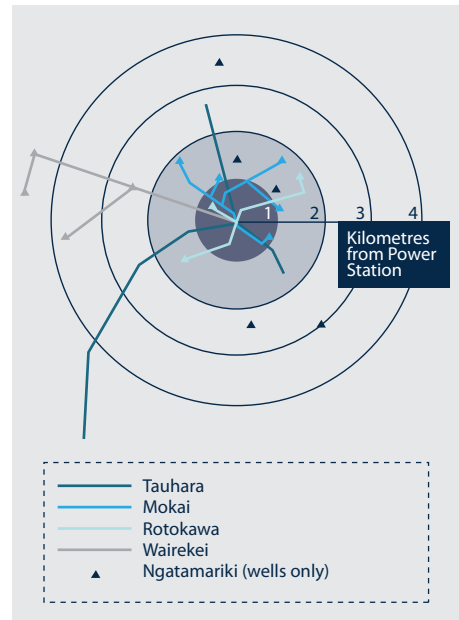 1 2 3 4
Kilometres
from Power
Station
Tauhara
Mokai
Rotokawa
Wairekei
Ngatamariki (wells only)